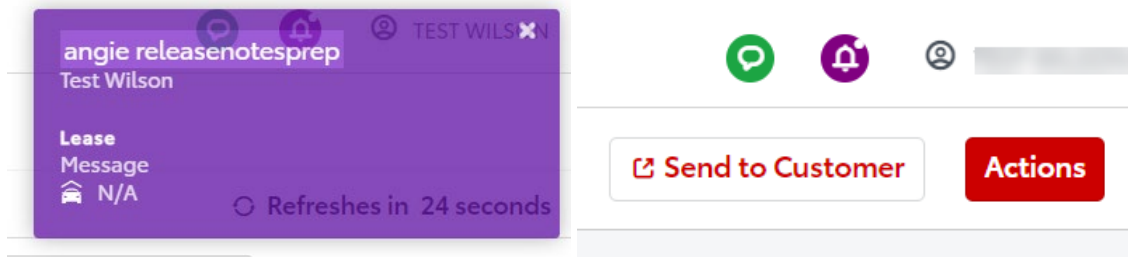 TEST WILSON
angie releasenotesprep
Test Wilson
Lease
Message
N/A
Refreshes in 24 seconds
Send to Customer
Actions